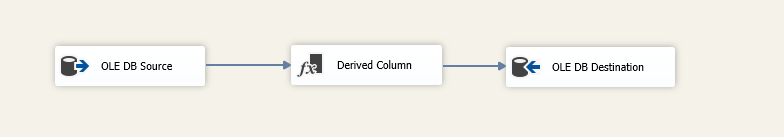 OLE DB Source
Derived Column
OLE DB Destination